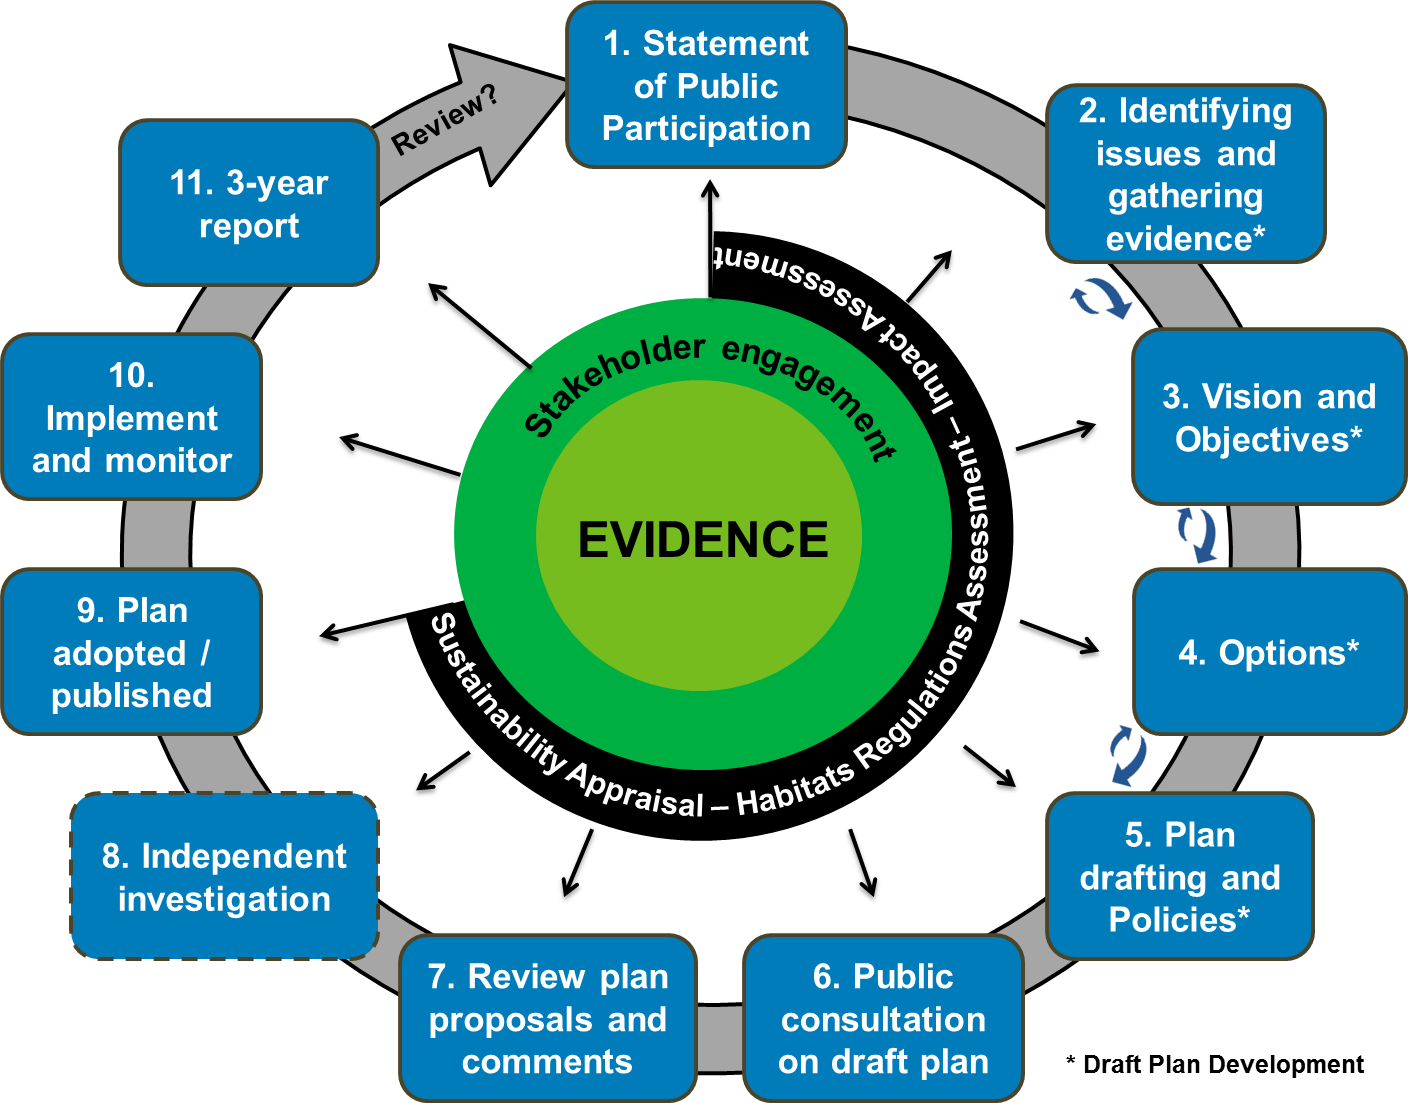 1. Statement
of Public
Participation
2. Identifying
issues and
gathering
evidence*
3. Vision and
Objectives*
4. Options*
5. Plan
drafting and
Policies*
6. Public
consultation
on draft plan
7. Review plan
proposals and
comments
8. Independent
investigation
9. Plan
adopted /
published
10.
Implement
and monitor
11. 3-year
report
Review?
Stakeholder engagement
EVIDENCE
Sustainability Appraisal – Habitats Regulations Assessment – Impact Assessment
* Draft Plan Development